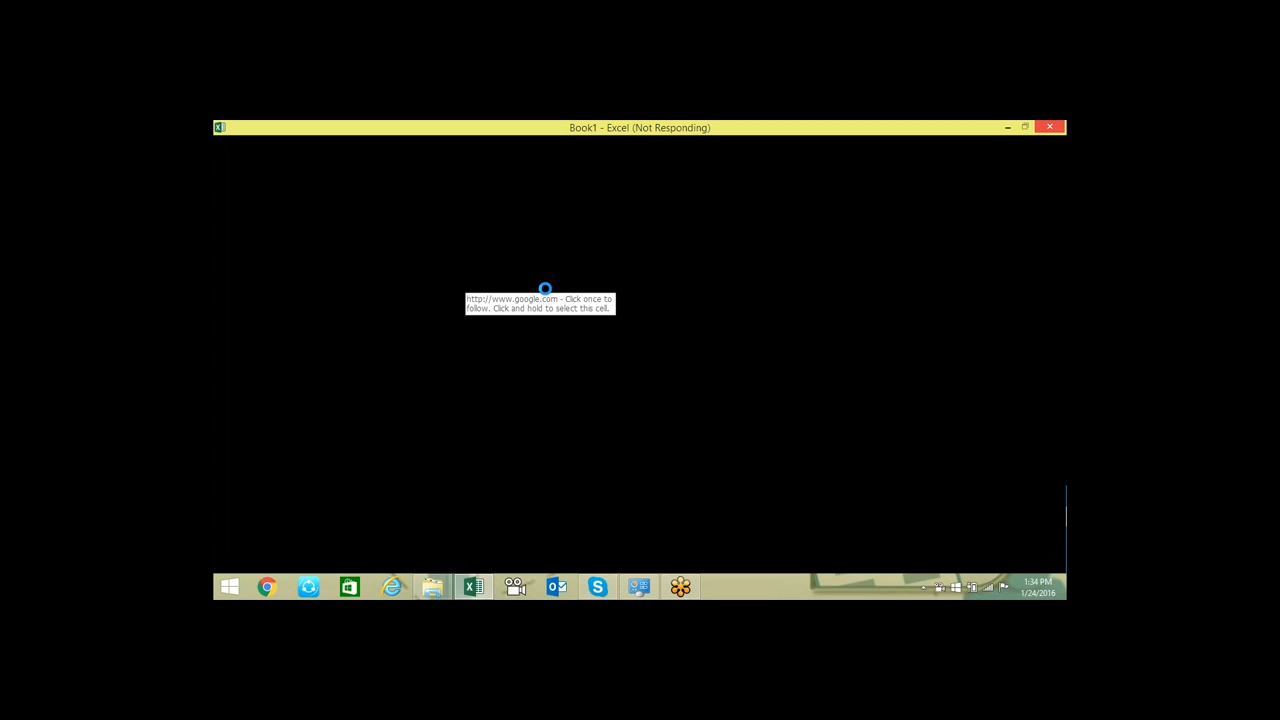 Book1 - Excel (Not Responding)
http://www.google.com - Click once to
follow. Click and hold to select this cell.
1:34 PM
1/24/2016